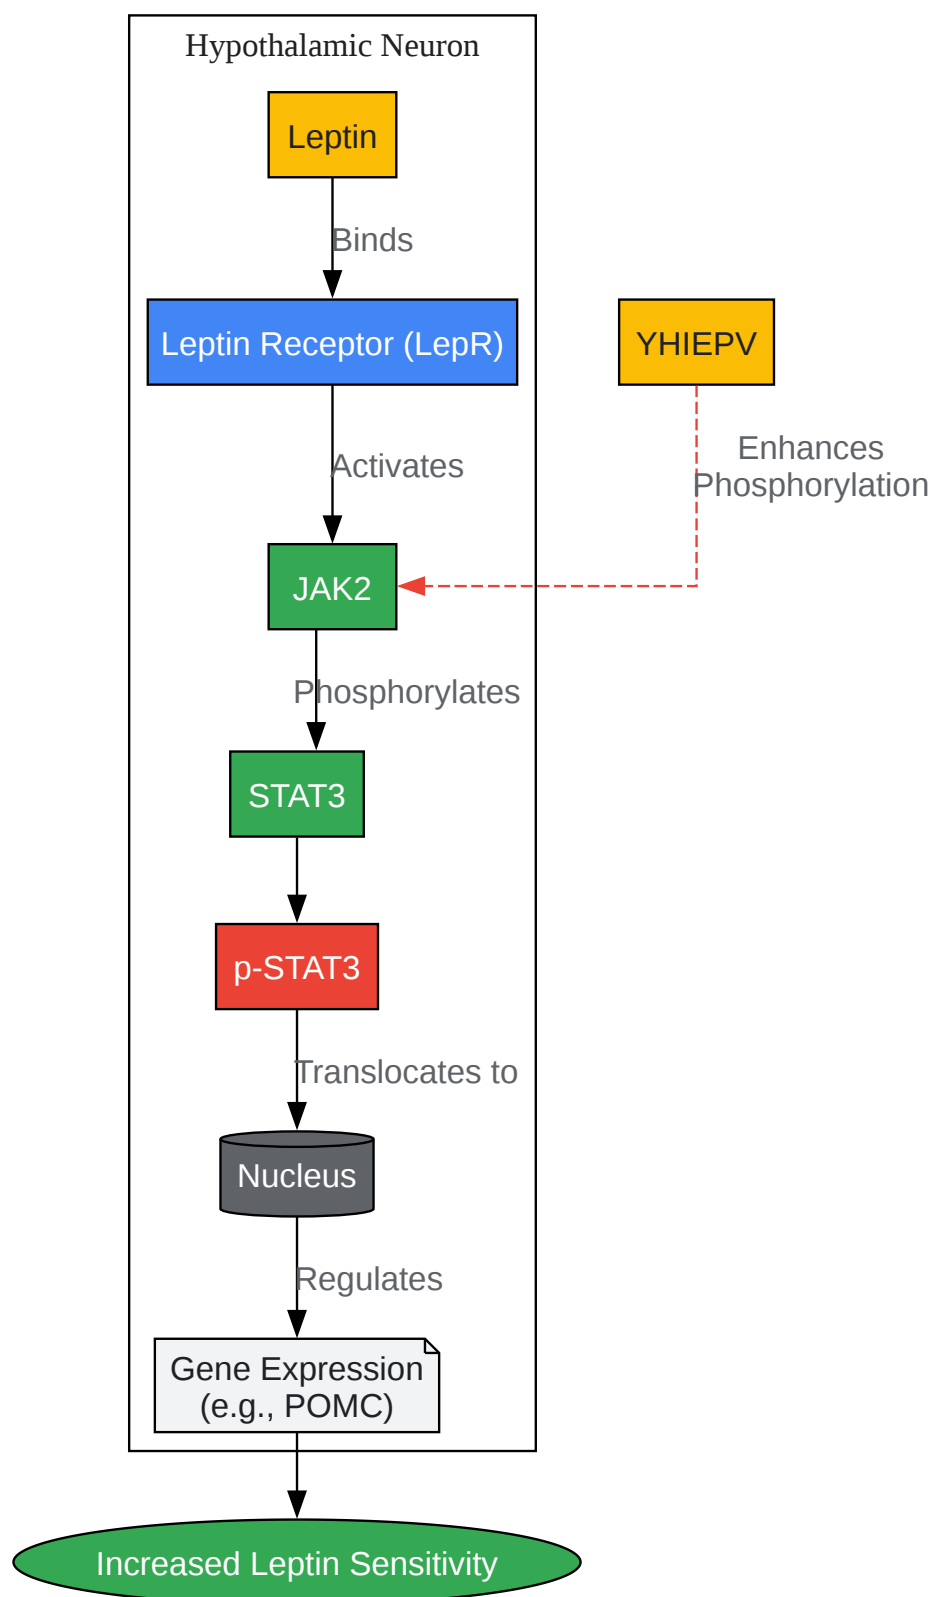 Hypothalamic Neuron
Leptin
Binds
Leptin Receptor (LepR)
YHIEPV
Enhances
Phosphorylation
Activates
JAK2
Phosphorylates
STAT3
p-STAT3
Translocates to
Nucleus
Regulates
Gene Expression
(e.g., POMC)
Increased Leptin Sensitivity